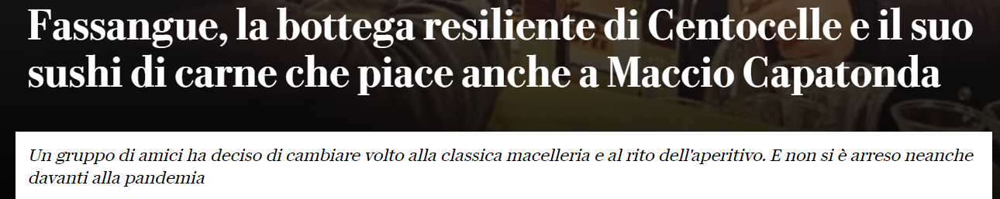 Fassangue, la bottega resiliente di Centocelle e il suo
sushi di carne che piace anche a Maccio Capatonda
Un gruppo di amici ha deciso di cambiare volto alla classica macelleria e al rito dell'aperitivo. E non si è arreso neanche
davanti alla pandemia